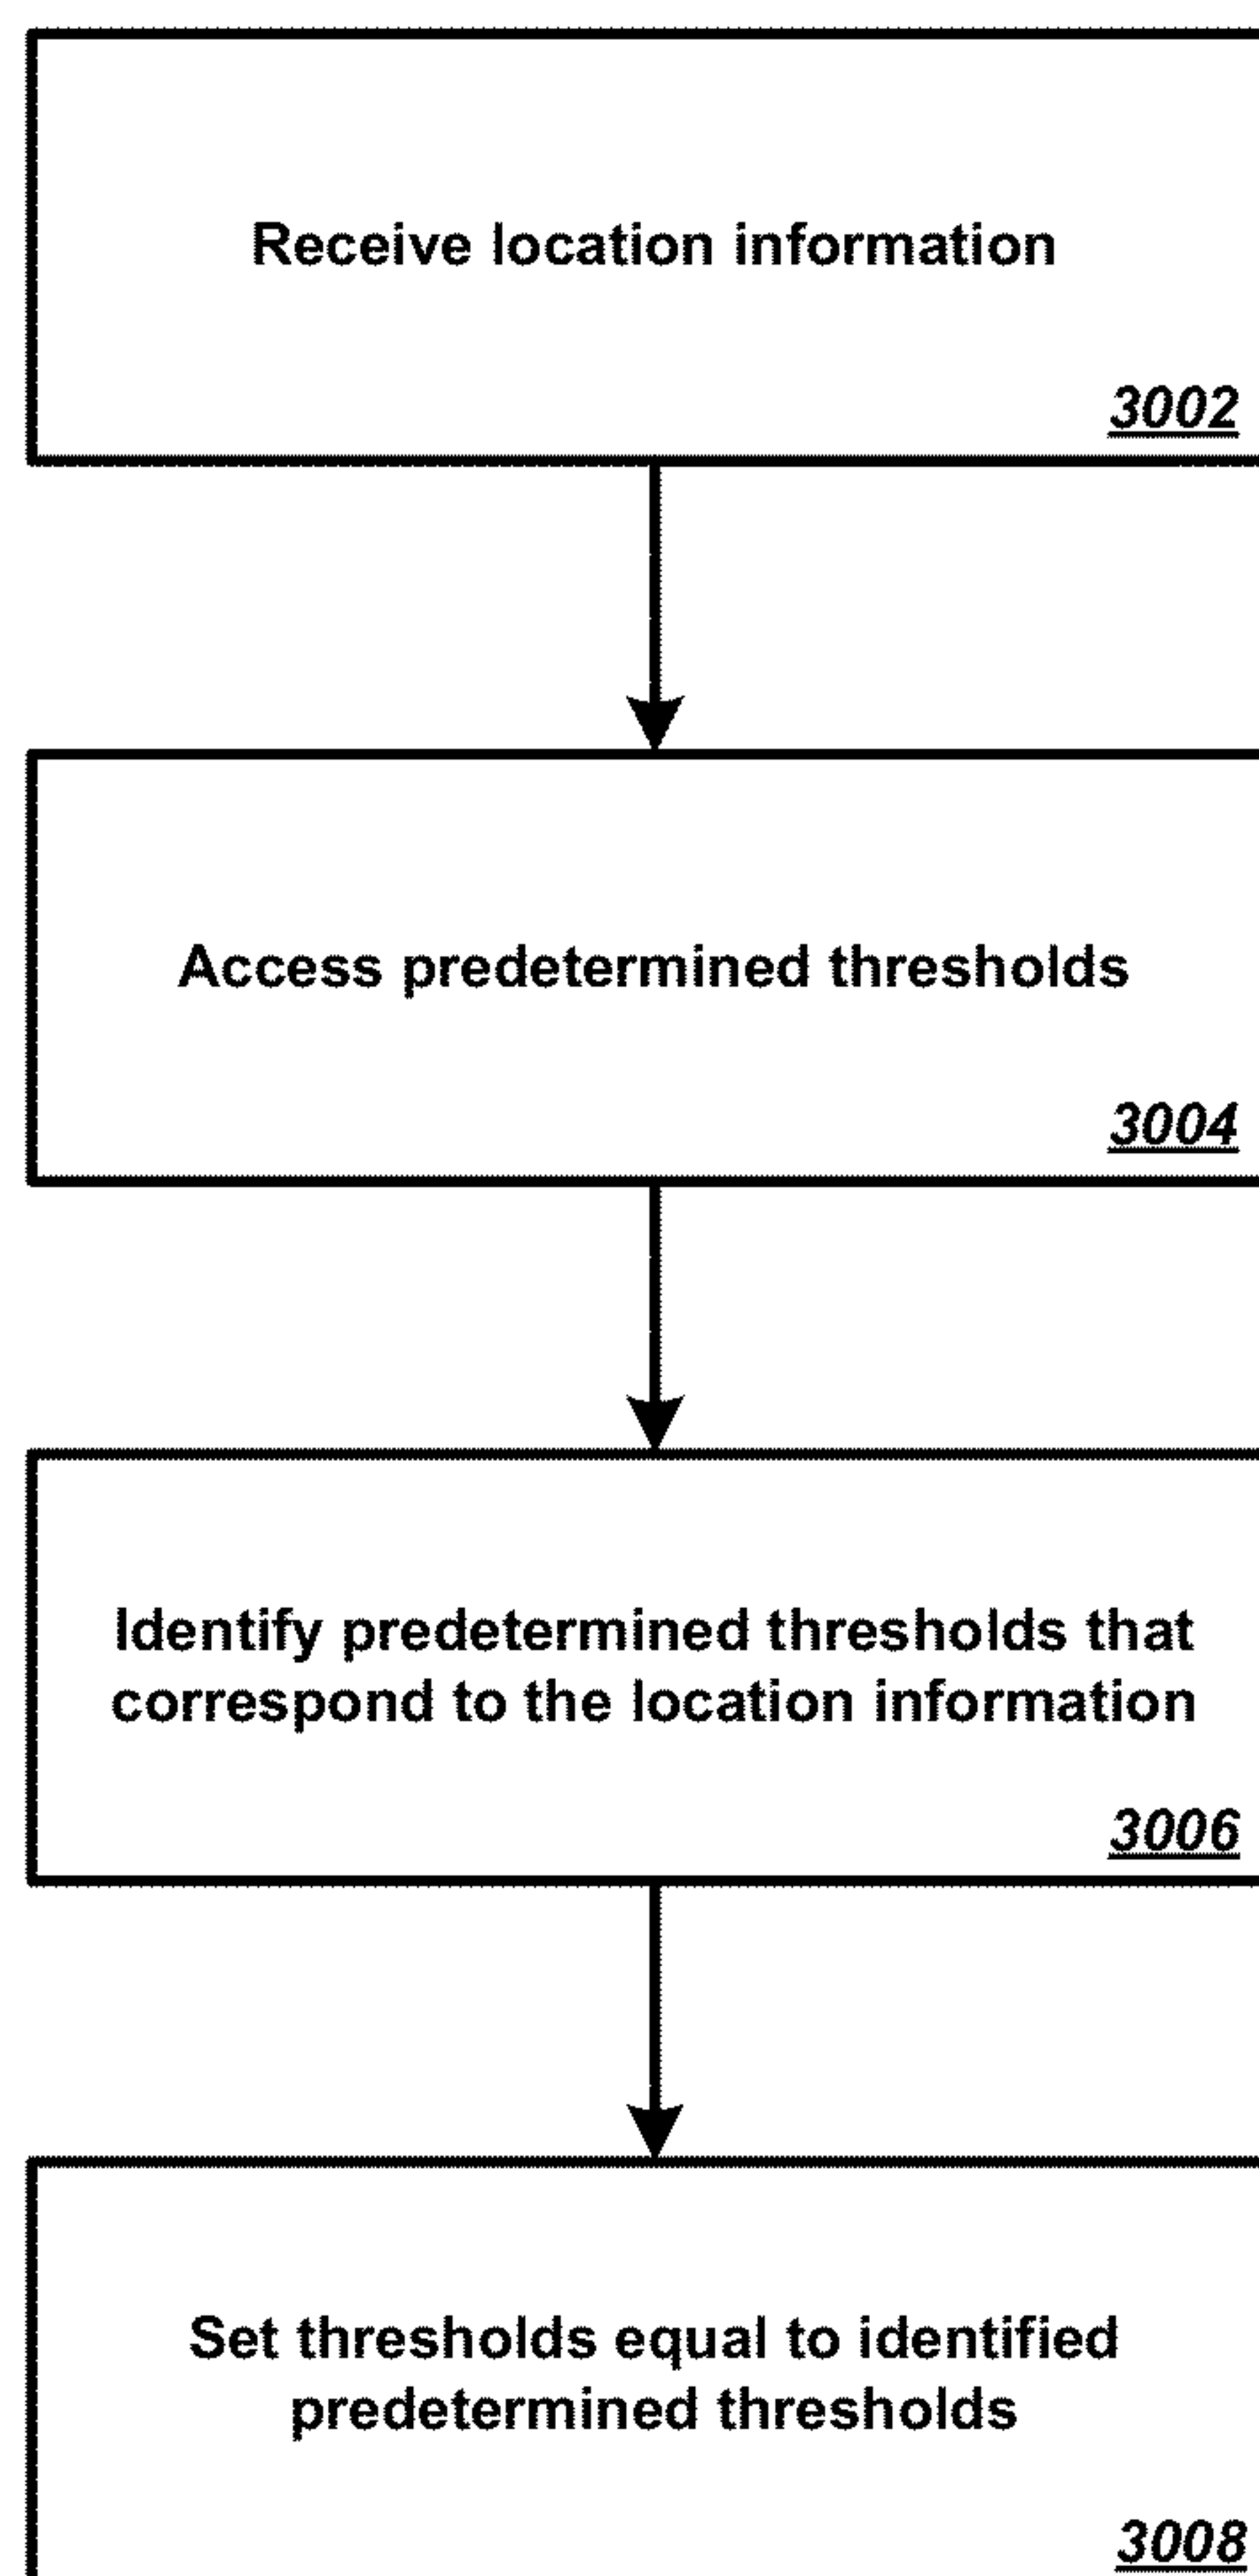 Receive location information
3002
Access predetermined thresholds
3004
Identify predetermined thresholds that
correspond to the location information
3006
Set thresholds equal to identified
predetermined thresholds
3008